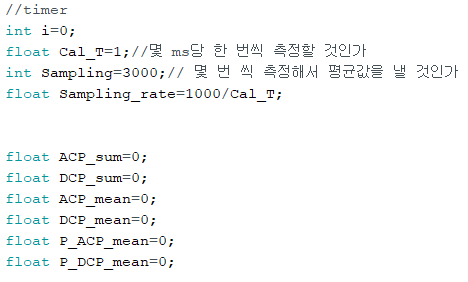 //timer
int i=0;
float Cal_T=1;//몇 ms당 한 번씩 측정할 것인가
int Sampling=3000;// 몇 번 씩 측정해서 평균값을 낼 것인가
float Sampling_rate=1000/Cal_T;
float ACP_sum=0;
float DCP_sum=0;
float ACP_mean=0;
float DCP_mean=0;
float P_ACP_mean=0;
float P_DCP_mean=0;